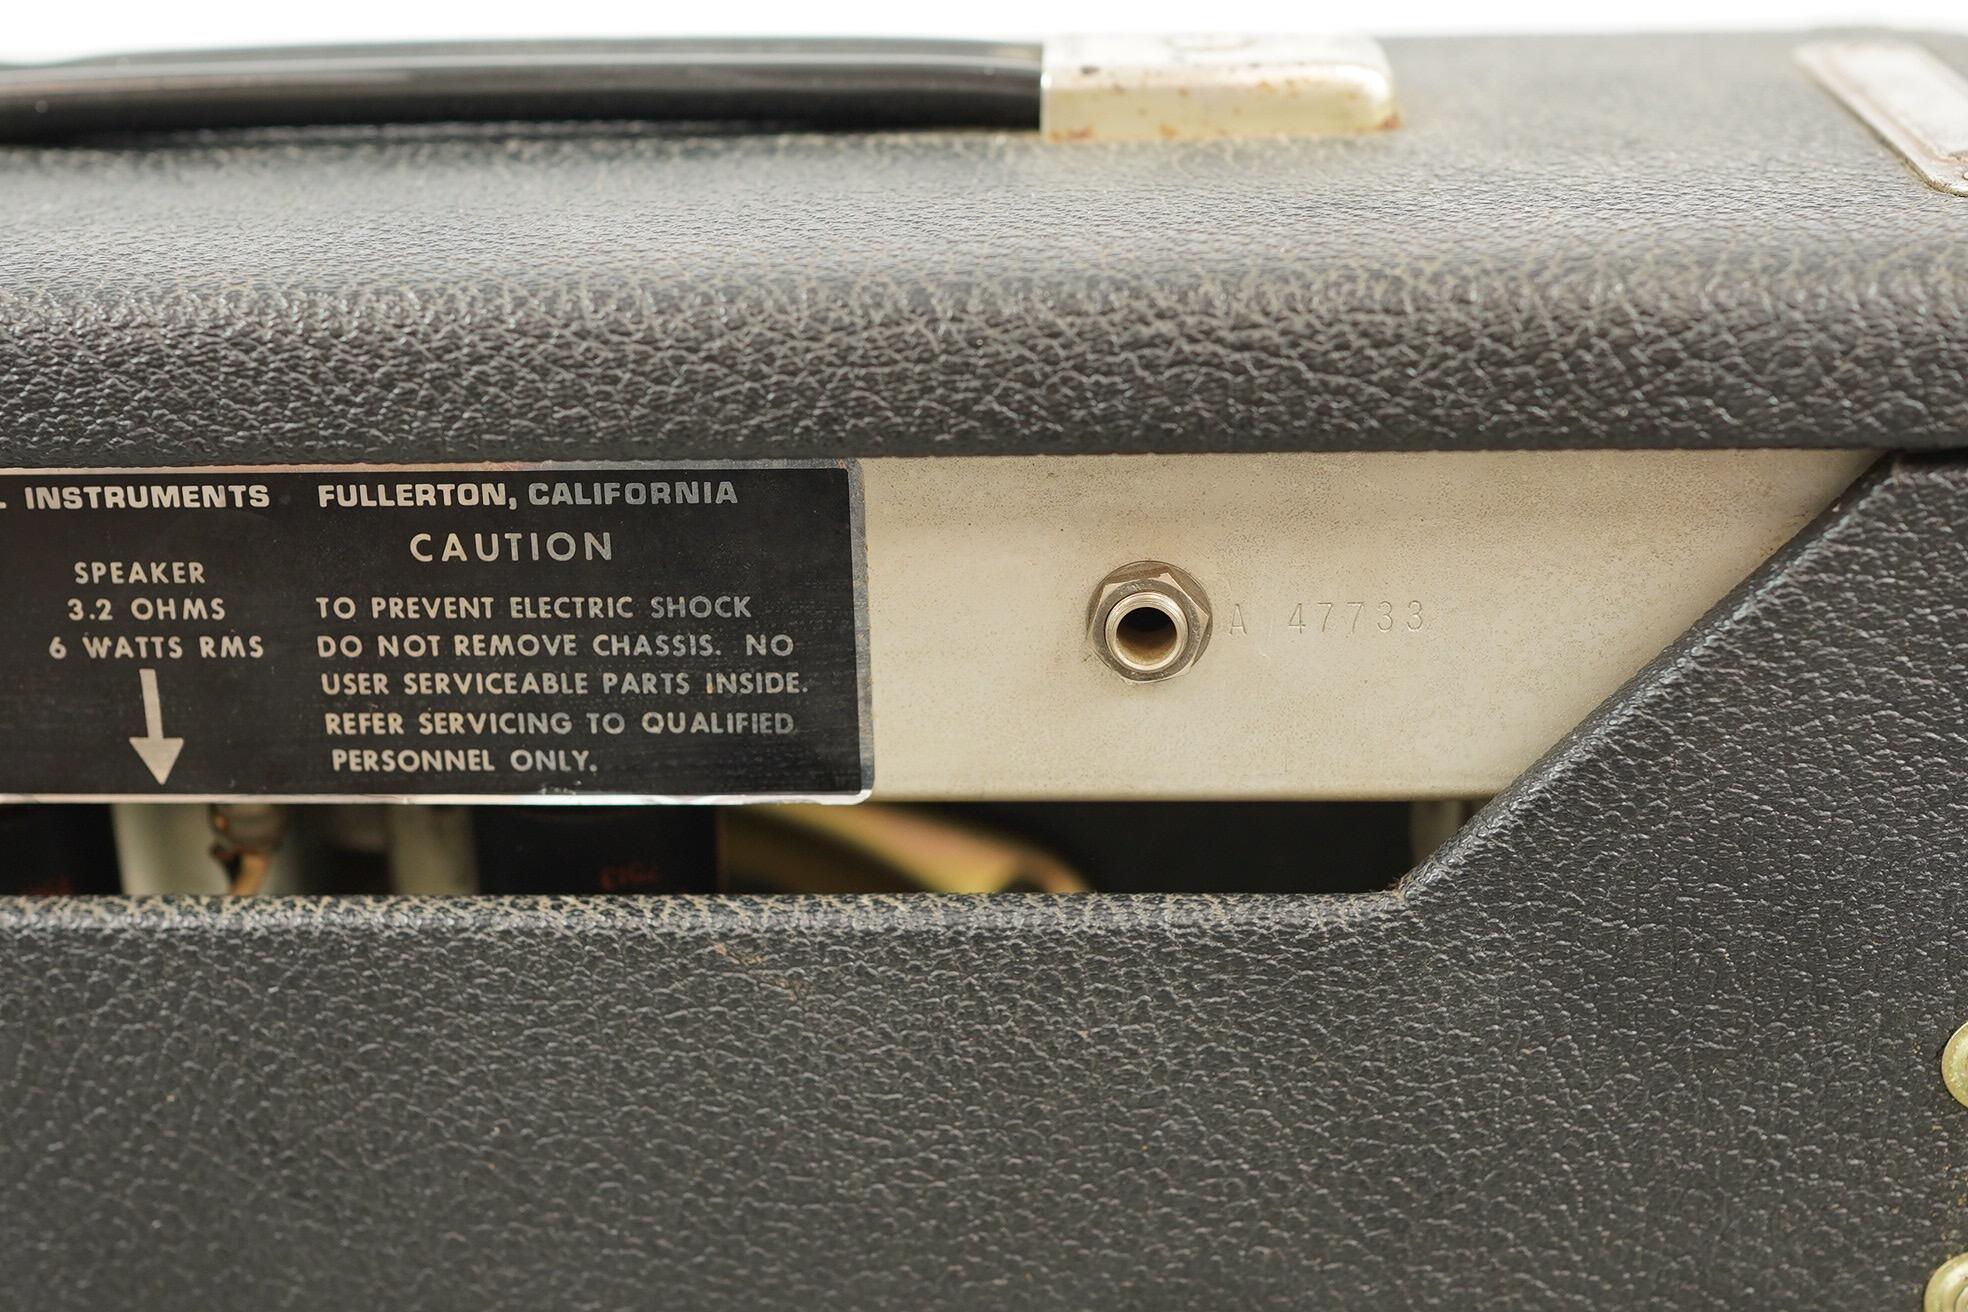 . INSTRUMENTS FULLERTON, CALIFORNIA
CAUTION
SPEAKER
3.2 OHMS
6 WATTS RMS
TO PREVENT ELECTRIC SHOCK
DO NOT REMOVE CHASSIS. NO
USER SERVICEABLE PARTS INSIDE.
REFER SERVICING TO QUALIFIED
PERSONNEL ONLY.
A 47733